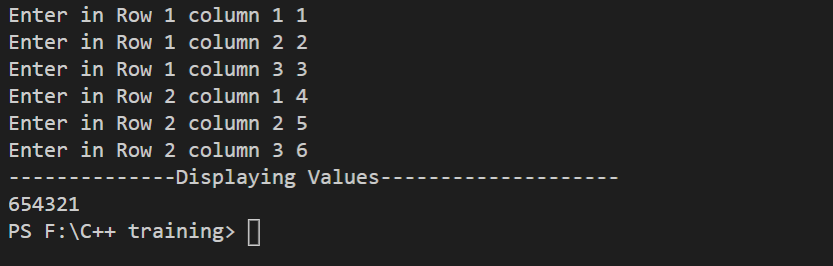 Enter in Row 1 column 1 1
Enter in Row 1 column 2 2
Enter in Row 1 column 3 3
Enter in Row 2 column 1 4
Enter in Row 2 column 2 5
Enter in Row 2 column 3 6
--------------Displaying Values--------------------
654321
PS F:\C++ training>